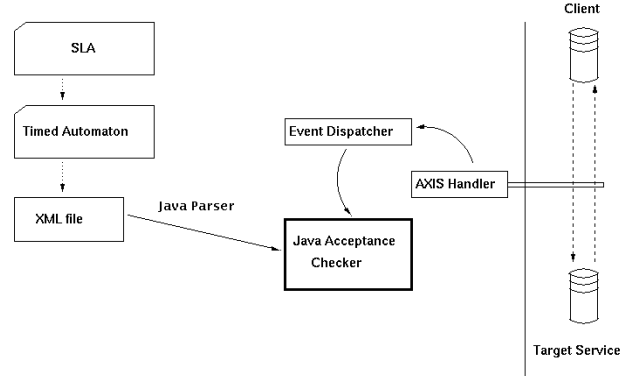 Client
SLA
Timed Automaton
Event Dispatcher
AXIS Handler
XML file
Java Parser
Java Acceptance
Checker
Target Service